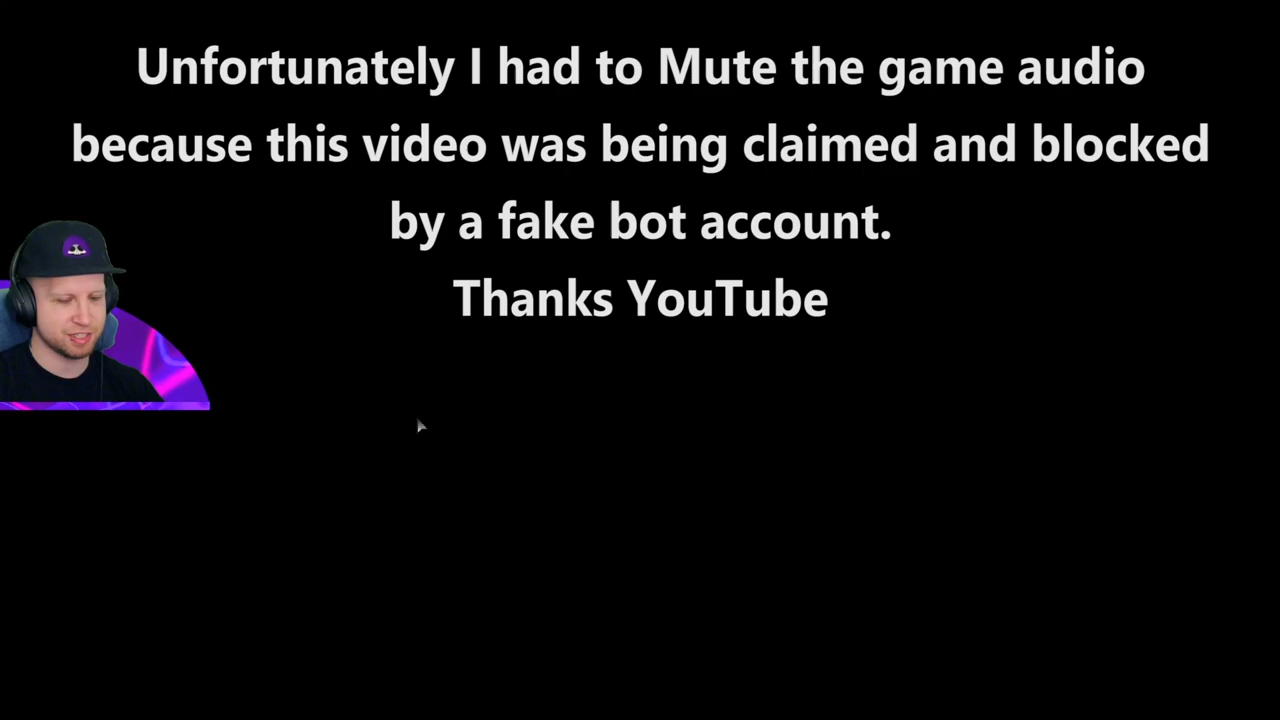 Unfortunately I had to Mute the game audio
because this video was being claimed and blocked
by a fake bot account.
Thanks YouTube